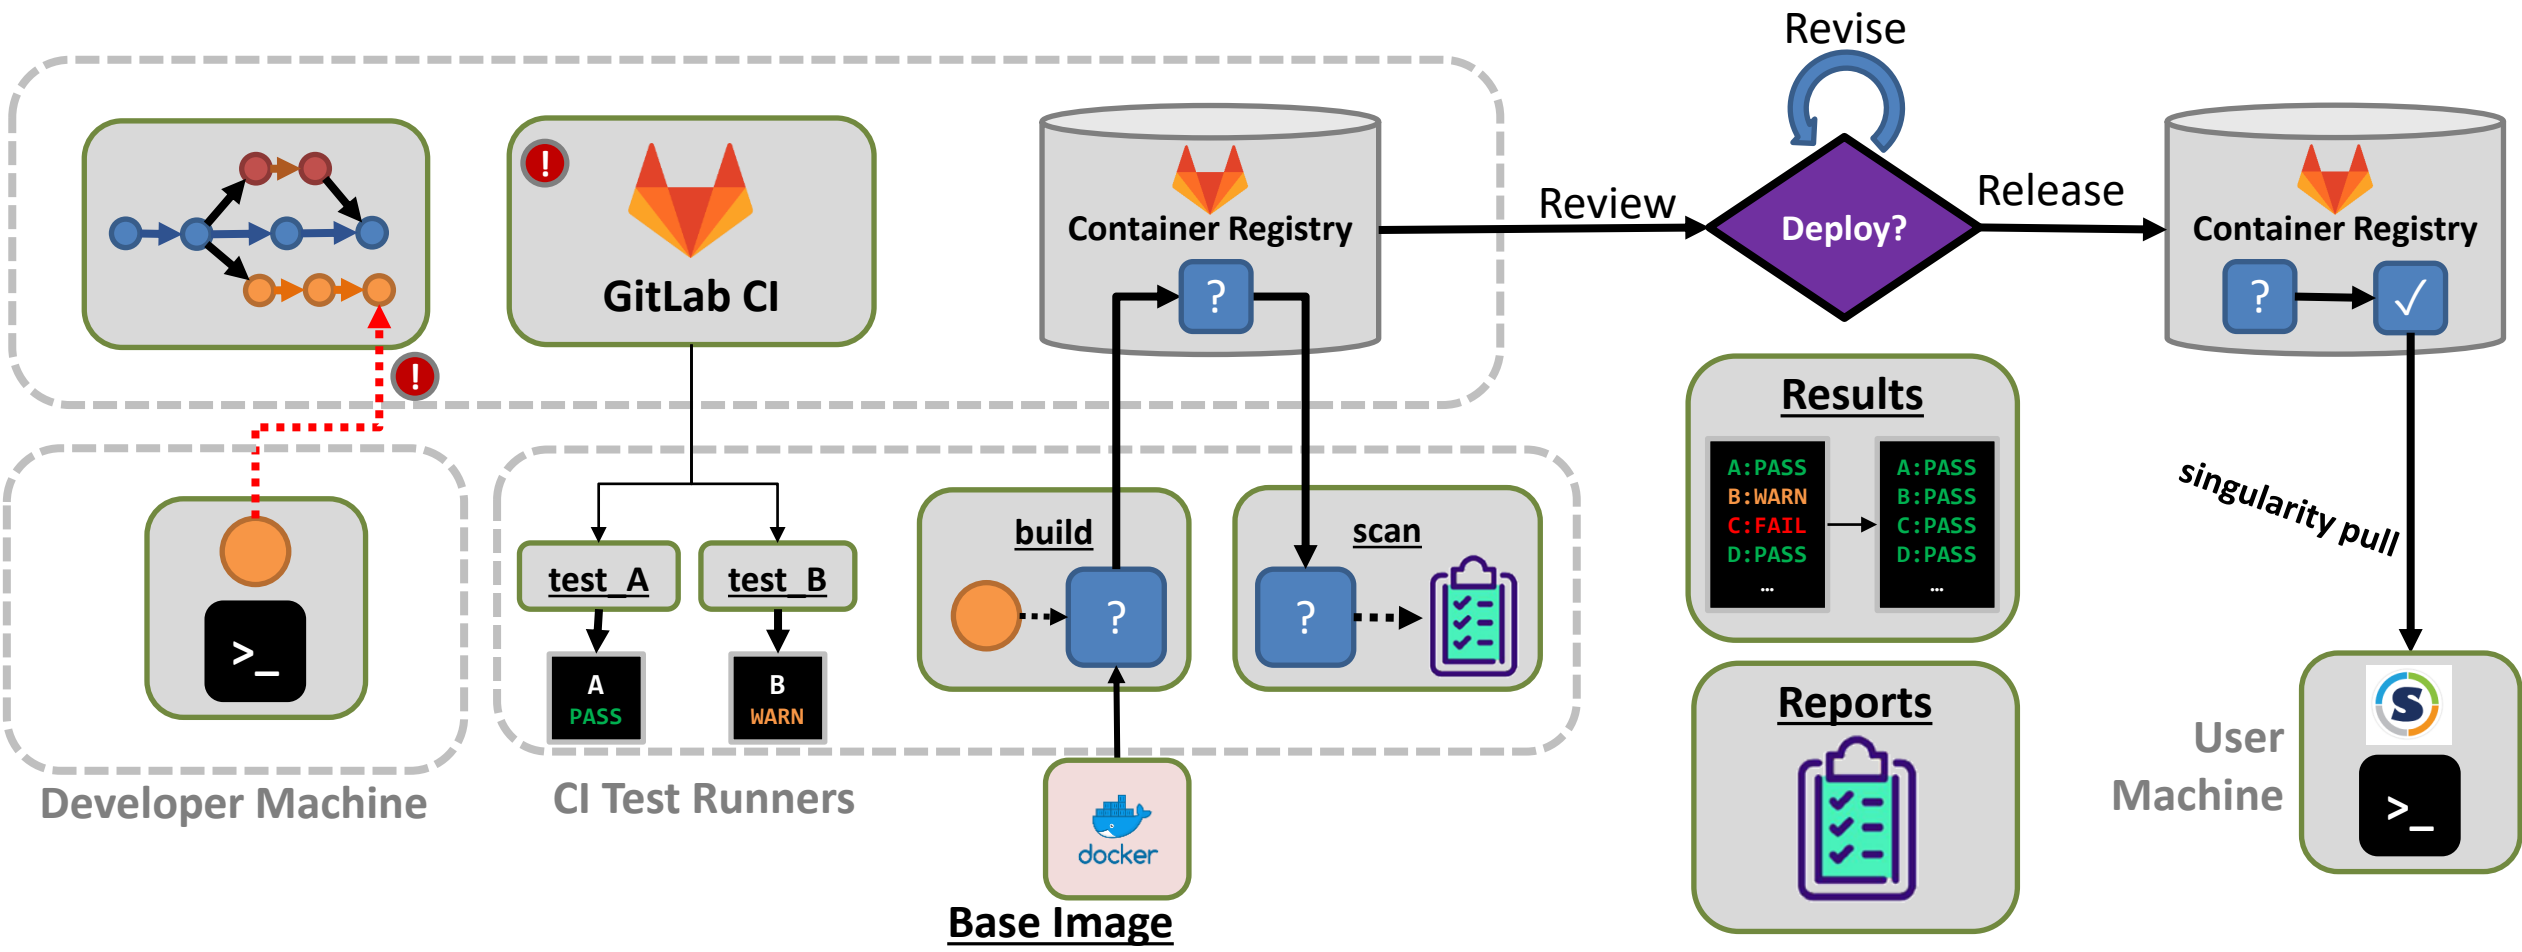 Revise
!
GitLab CI
Container Registry
?
Review
Deploy?
Release
Container Registry
?
✓
!
Results
A:PASS
B:WARN
C:FAIL
D:PASS
...
A:PASS
B:PASS
C:PASS
D:PASS
...
singularity pull
>_
Developer Machine
test_A
test_B
A
PASS
B
WARN
build
?
scan
?
CI Test Runners
docker
Base Image
Reports
User
Machine
S
>_